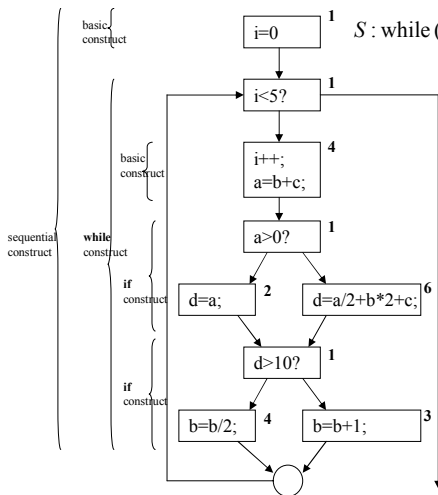 basic
construct
i=0
1
S : while (
i<5?
1
basic
construct
i++;
a=b+c;
4
a>0?
1
sequential
construct
while
construct
if
construct
d=a;
2
d=a/2+b*2+c;
6
d>10?
1
if
construct
b=b/2;
4
b=b+1;
3